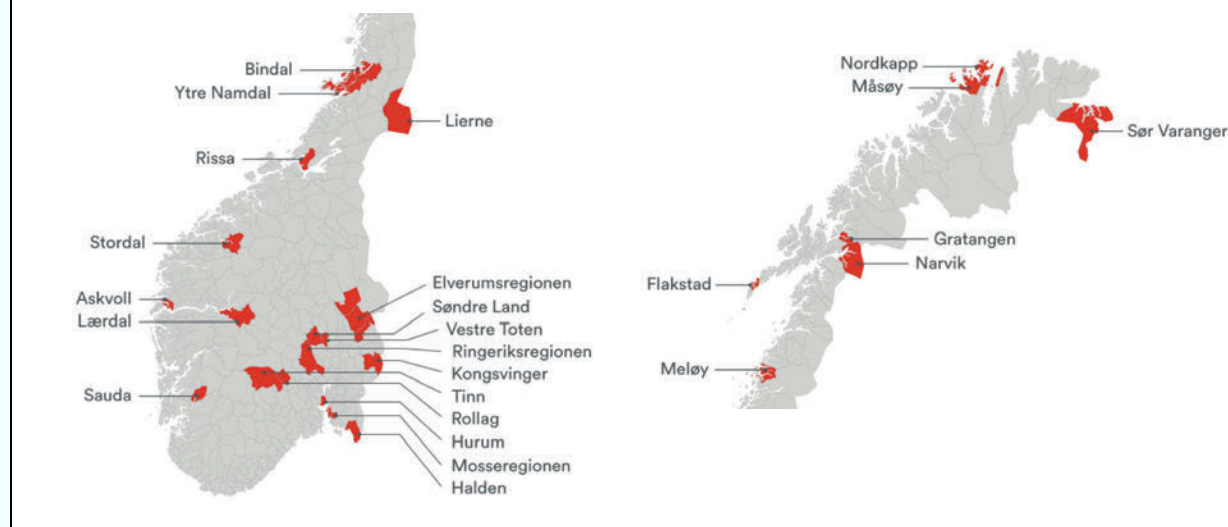 Bindal
Ytre Namdal
Lierne
Rissa
Stordal
Askvoll
Lærdal
Sauda
Elverumsregionen
Søndre Land
Vestre Toten
Ringeriksregionen
Kongsvinger
Tinn
Rollag
Hurum
Mosseregionen
Halden
Nordkapp
Måsøy
Sør Varanger
Gratangen
Narvik
Flakstad
Meløy